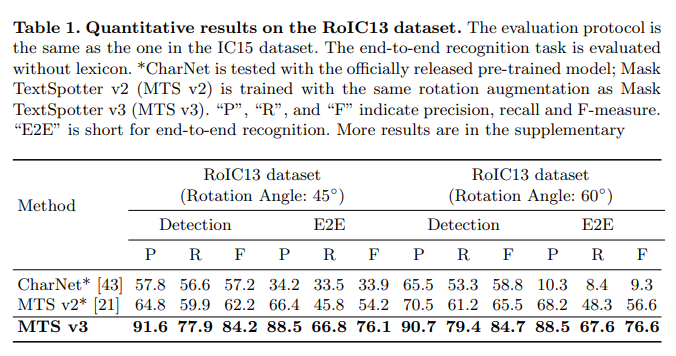 Table 1. Quantitative results on the RoIC13 dataset. The evaluation protocol is
the same as the one in the IC15 dataset. The end-to-end recognition task is evaluated
without lexicon. *CharNet is tested with the officially released pre-trained model; Mask
TextSpotter v2 (MTS v2) is trained with the same rotation augmentation as Mask
TextSpotter v3 (MTS v3). “P”, “R”, and “F” indicate precision, recall and F-measure.
“E2E” is short for end-to-end recognition. More results are in the supplementary
Method
RoIC13 dataset RoIC13 dataset
(Rotation Angle: 45°) (Rotation Angle: 60°)
Detection E2E Detection E2E
P R F P R F P R F P R F
CharNet* [43] 57.8 56.6 57.2 34.2 33.5 33.9 65.5 53.3 58.8 10.3 8.4 9.3
MTS v2* [21] 64.8 59.9 62.2 66.4 45.8 54.2 70.5 61.2 65.5 68.2 48.3 56.6
MTS v3 91.6 77.9 84.2 88.5 66.8 76.1 90.7 79.4 84.7 88.5 67.6 76.6